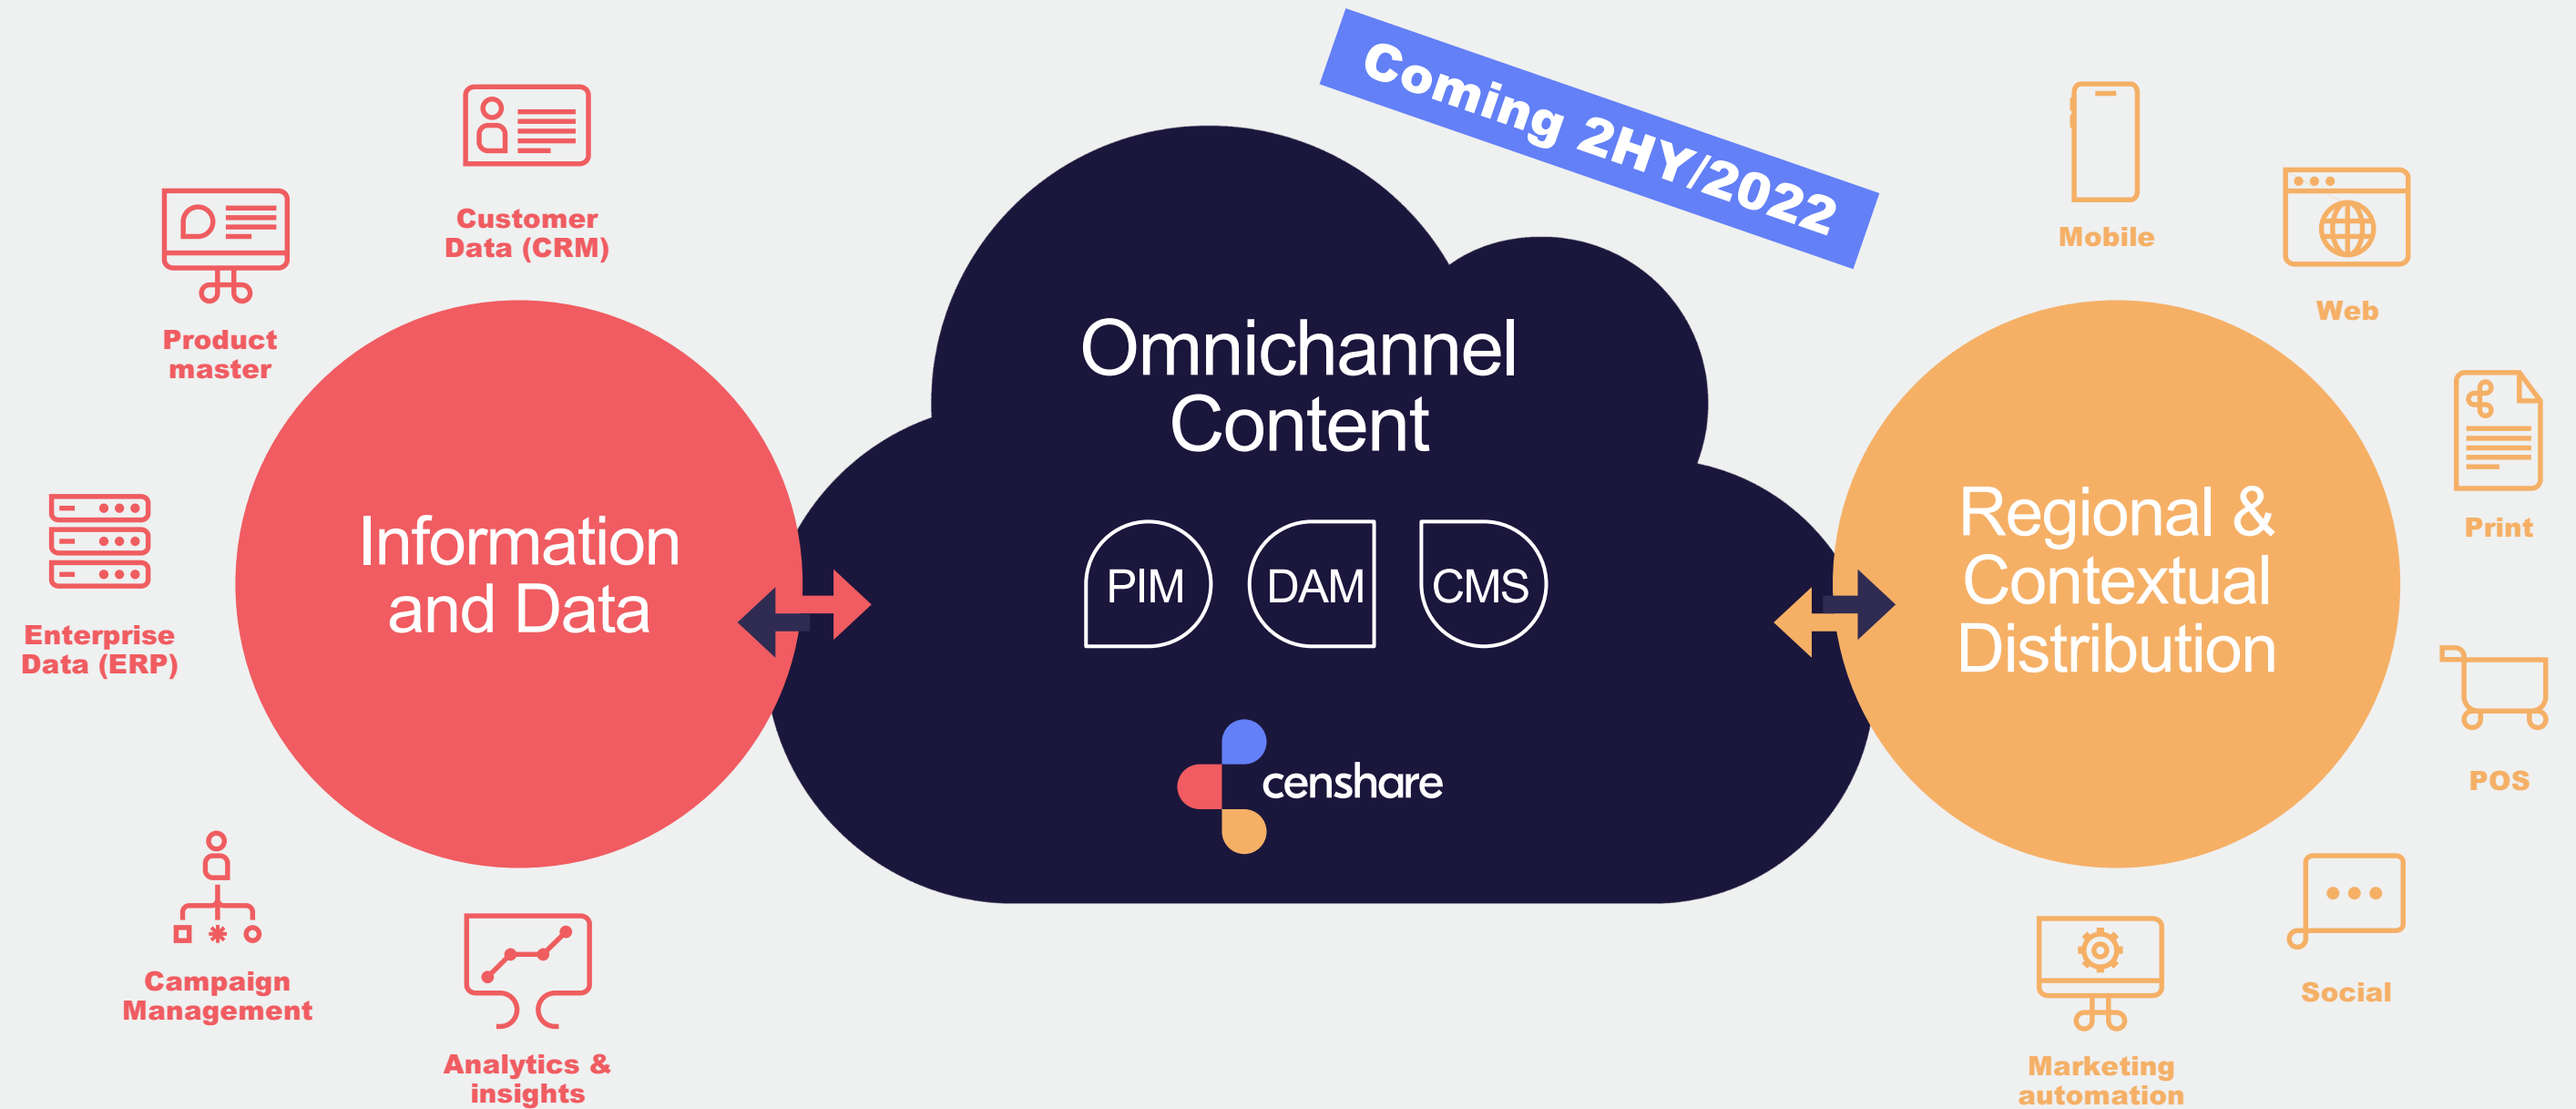 Coming 2HY/2022
Customer
Data (CRM)
Product
master
Enterprise
Data (ERP)
Campaign
Management
Analytics &
insights
Information
and Data
Omnichannel
Content
PIM
DAM
CMS
censhare
Regional &
Contextual
Distribution
Mobile
Web
Print
POS
Social
Marketing
automation